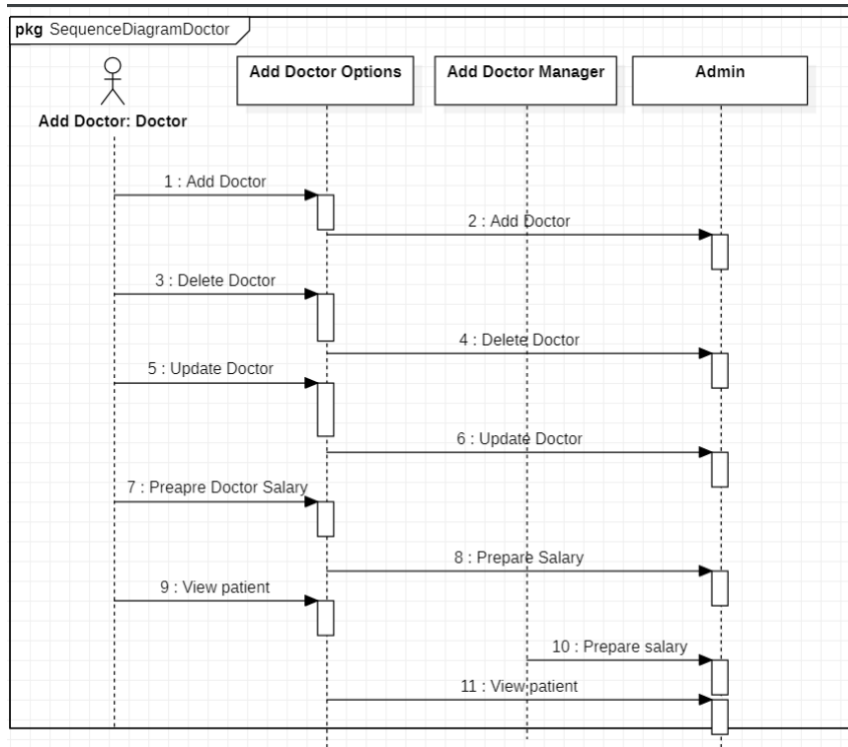 pkg SequenceDiagramDoctor
Add Doctor Options
Add Doctor Manager
Admin
Add Doctor: Doctor
1 : Add Doctor
2 : Add Doctor
3 : Delete Doctor
4 : Delete Doctor
5 : Update Doctor
6 : Update Doctor
7 : Preapre Doctor Salary
8 : Prepare Salary
9 : View patient
10 : Prepare salary
11 : View patient